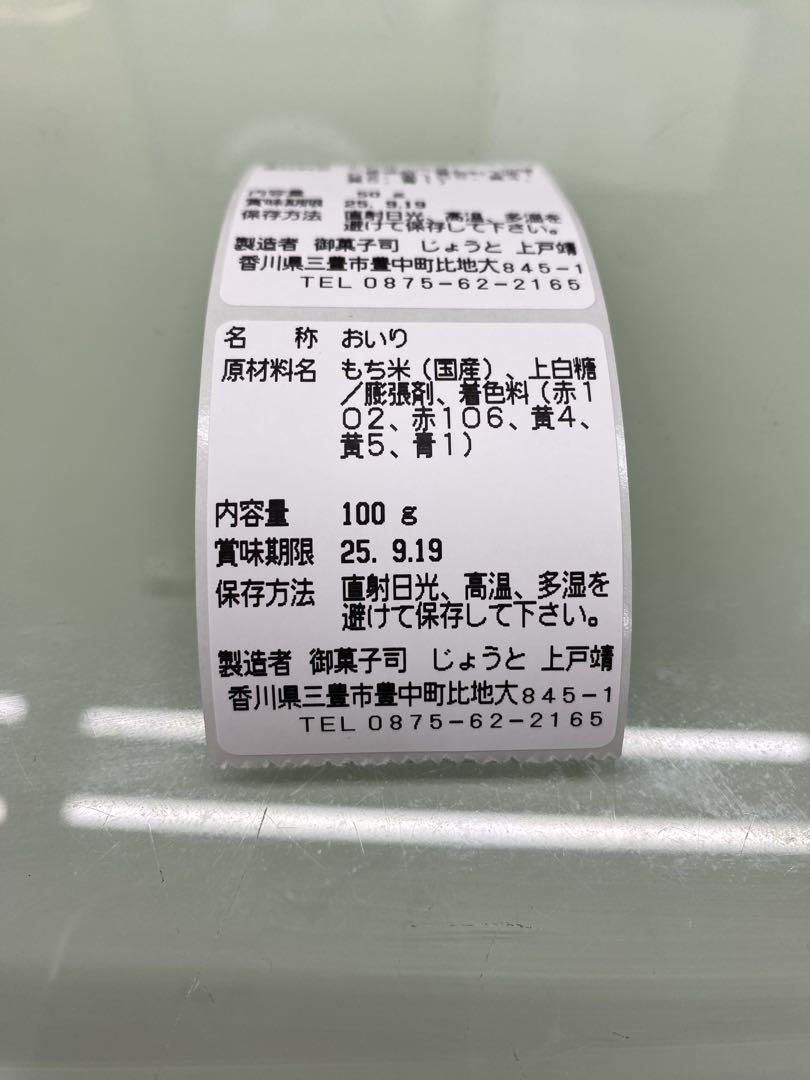 内容量 50 g
賞味期限 25. 9.19
保存方法 直射日光、高温、多湿を
避けて保存して下さい。
製造者 御菓子司 じょうと 上戸靖
香川県三豊市豊中町比地大845-1
TEL 0875-62-2165
名 称 おいり
原材料名 もち米（国産）、上白糖
／膨張剤、着色料（赤1
02、赤106、黄4、
黄5、青1）
内容量 100 g
賞味期限 25. 9.19
保存方法 直射日光、高温、多湿を
避けて保存して下さい。
製造者 御菓子司 じょうと 上戸靖
香川県三豊市豊中町比地大845-1
TEL 0875-62-2165